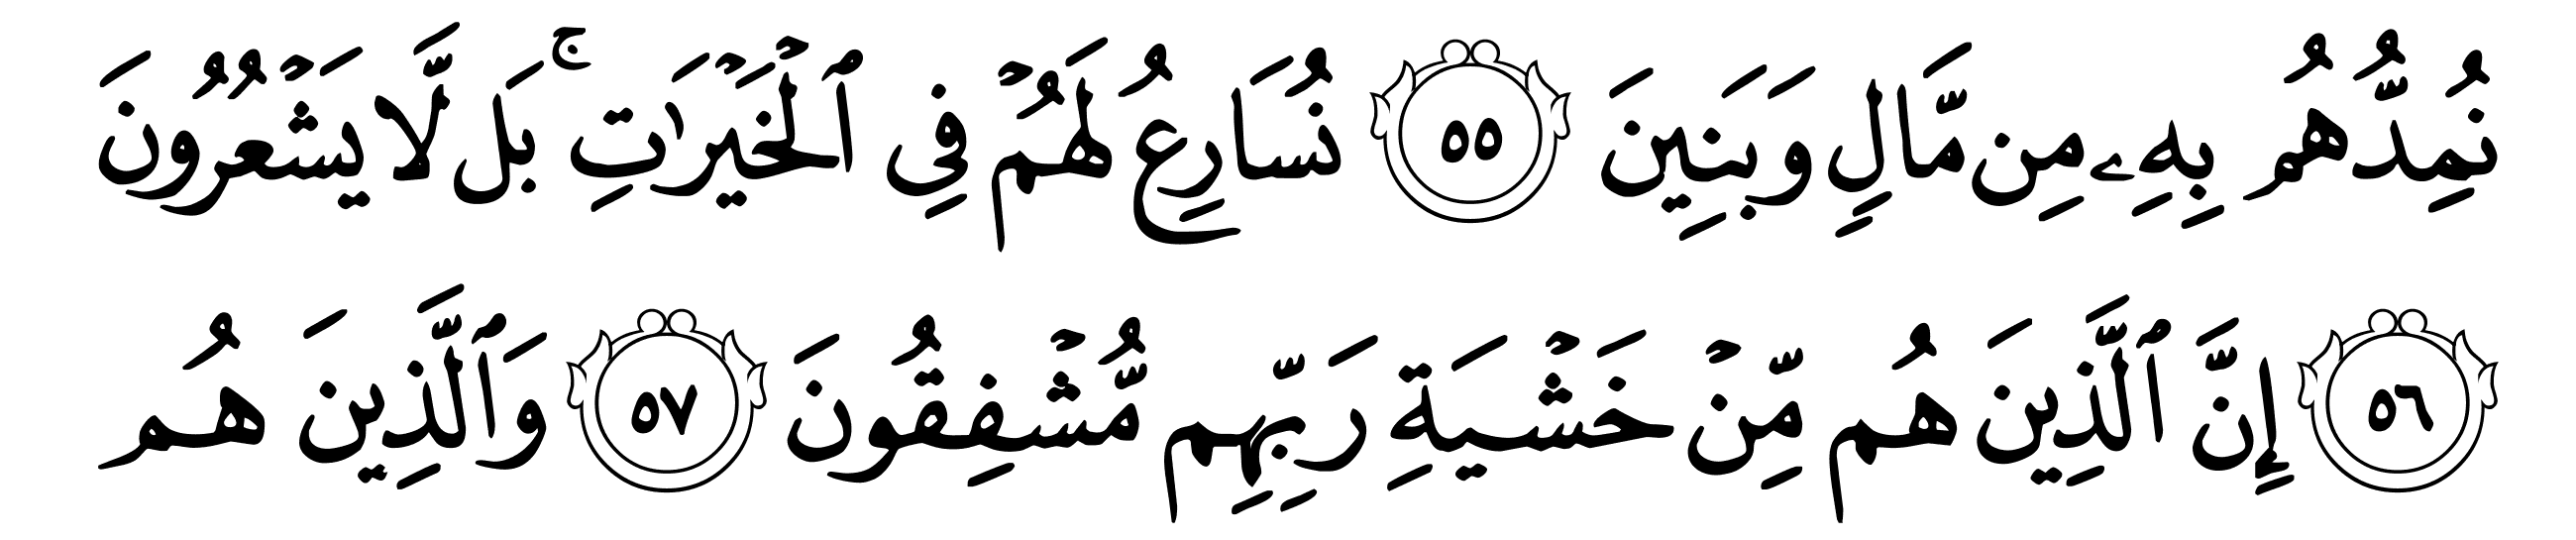 نُمِدُّهُم بِهِۦ مِن مَّالٖ وَبَنِينَ ٥٥ نُسَارِعُ لَهُمۡ فِي ٱلۡخَيۡرَٰتِۚ بَل لَّا يَشۡعُرُونَ
٥٦ إِنَّ ٱلَّذِينَ هُم مِّنۡ خَشۡيَةِ رَبِّهِم مُّشۡفِقُونَ ٥٧ وَٱلَّذِينَ هُم